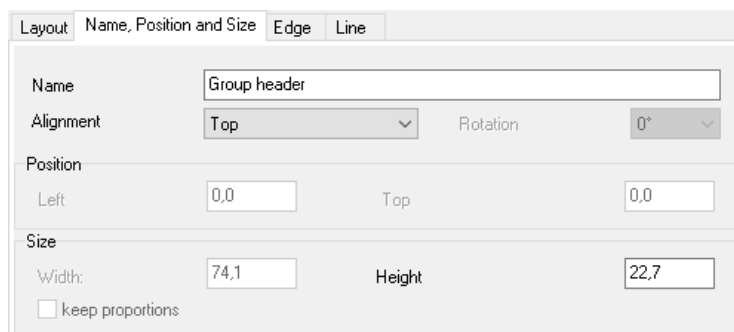 Layout Name, Position and Size Edge Line
Name Group header
Alignment Top Rotation 0°
Position
Left 0,0 Top 0,0
Size
Width: 74,1 Height 22,7
keep proportions